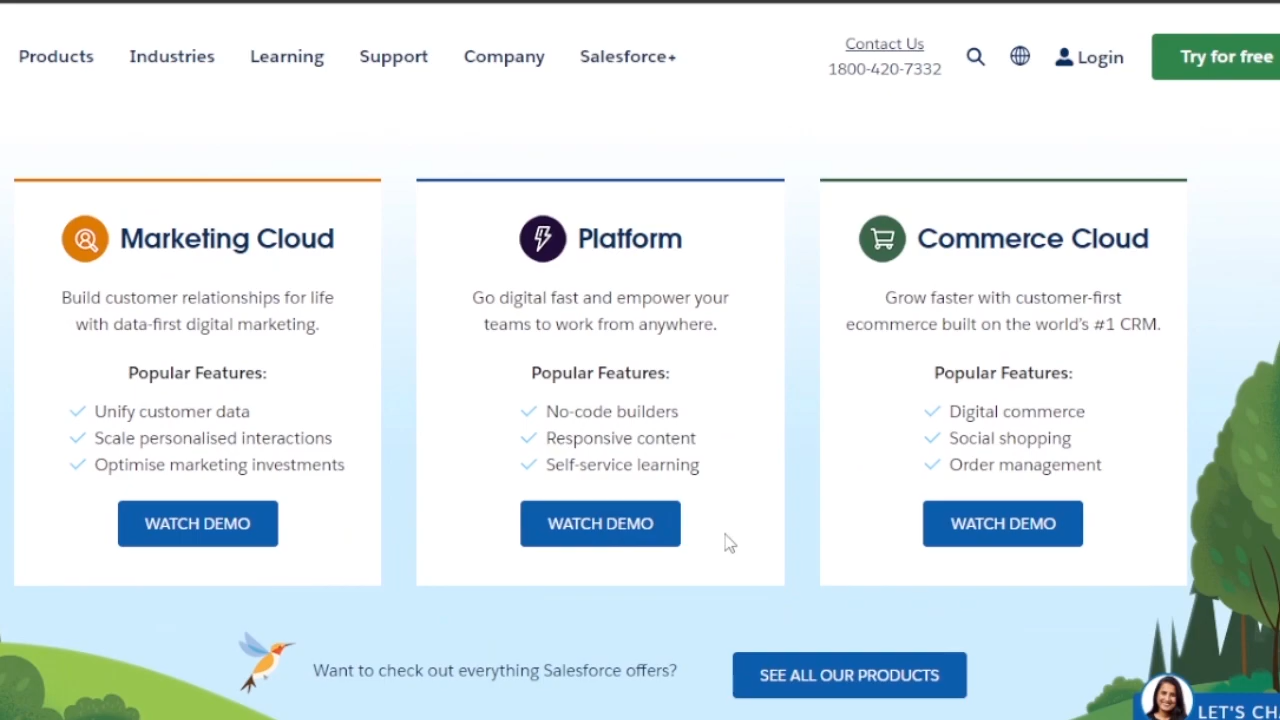 Products Industries Learning Support Company Salesforce+ Contact Us Login Try for free
1800-420-7332
Marketing Cloud
Build customer relationships for life
with data-first digital marketing.
Popular Features:
Unify customer data
Scale personalised interactions
Optimise marketing investments
WATCH DEMO
Platform
Go digital fast and empower your
teams to work from anywhere.
Popular Features:
No-code builders
Responsive content
Self-service learning
WATCH DEMO
Commerce Cloud
Grow faster with customer-first
ecommerce built on the world's #1 CRM.
Popular Features:
Digital commerce
Social shopping
Order management
WATCH DEMO
Want to check out everything Salesforce offers?
SEE ALL OUR PRODUCTS
LET'S